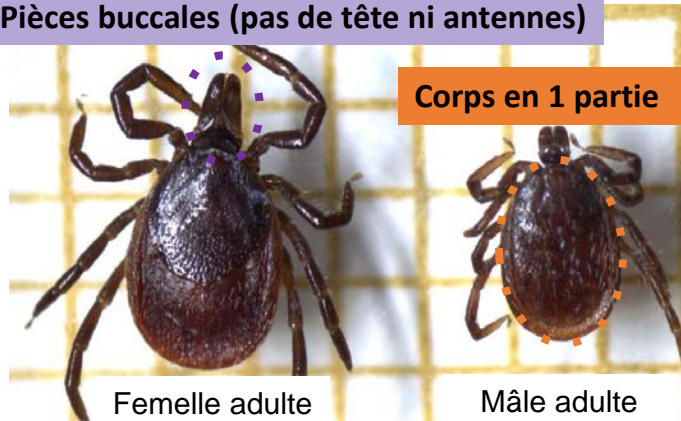 Pièces buccales (pas de tête ni antennes)
Corps en 1 partie
Femelle adulte
Mâle adulte